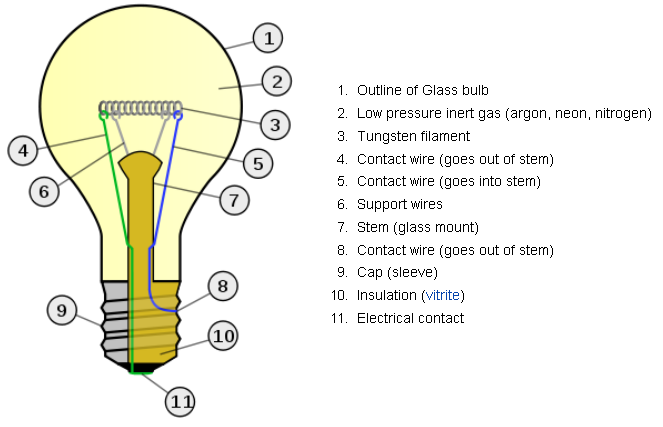 1
2
3
4
5
6
7
8
9
10
11
1. Outline of Glass bulb
2. Low pressure inert gas (argon, neon, nitrogen)
3. Tungsten filament
4. Contact wire (goes out of stem)
5. Contact wire (goes into stem)
6. Support wires
7. Stem (glass mount)
8. Contact wire (goes out of stem)
9. Cap (sleeve)
10. Insulation (vitrite)
11. Electrical contact